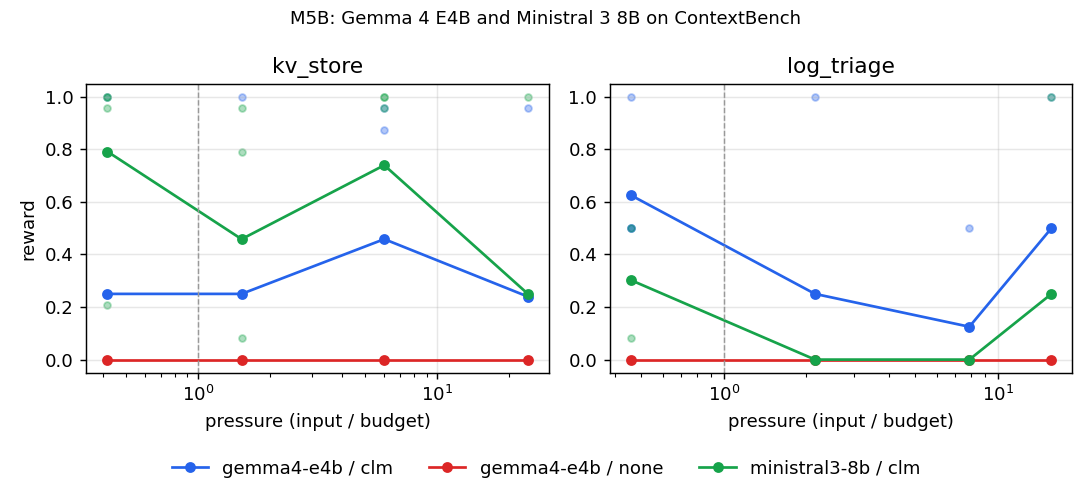 M5B: Gemma 4 E4B and Ministral 3 8B on ContextBench
kv_store
log_triage
reward
1.0
0.8
0.6
0.4
0.2
0.0
1.0
0.8
0.6
0.4
0.2
0.0
10⁰
10¹
10⁰
10¹
pressure (input / budget)
pressure (input / budget)
gemma4-e4b / clm
gemma4-e4b / none
ministral3-8b / clm